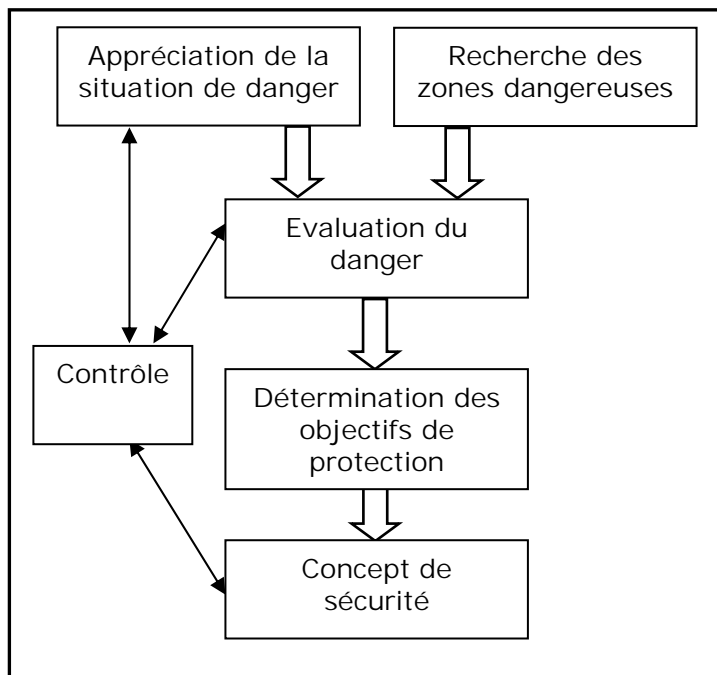 Appréciation de la
situation de danger
Recherche des
zones dangereuses
Evaluation du
danger
Contrôle
Détermination des
objectifs de
protection
Concept de
sécurité